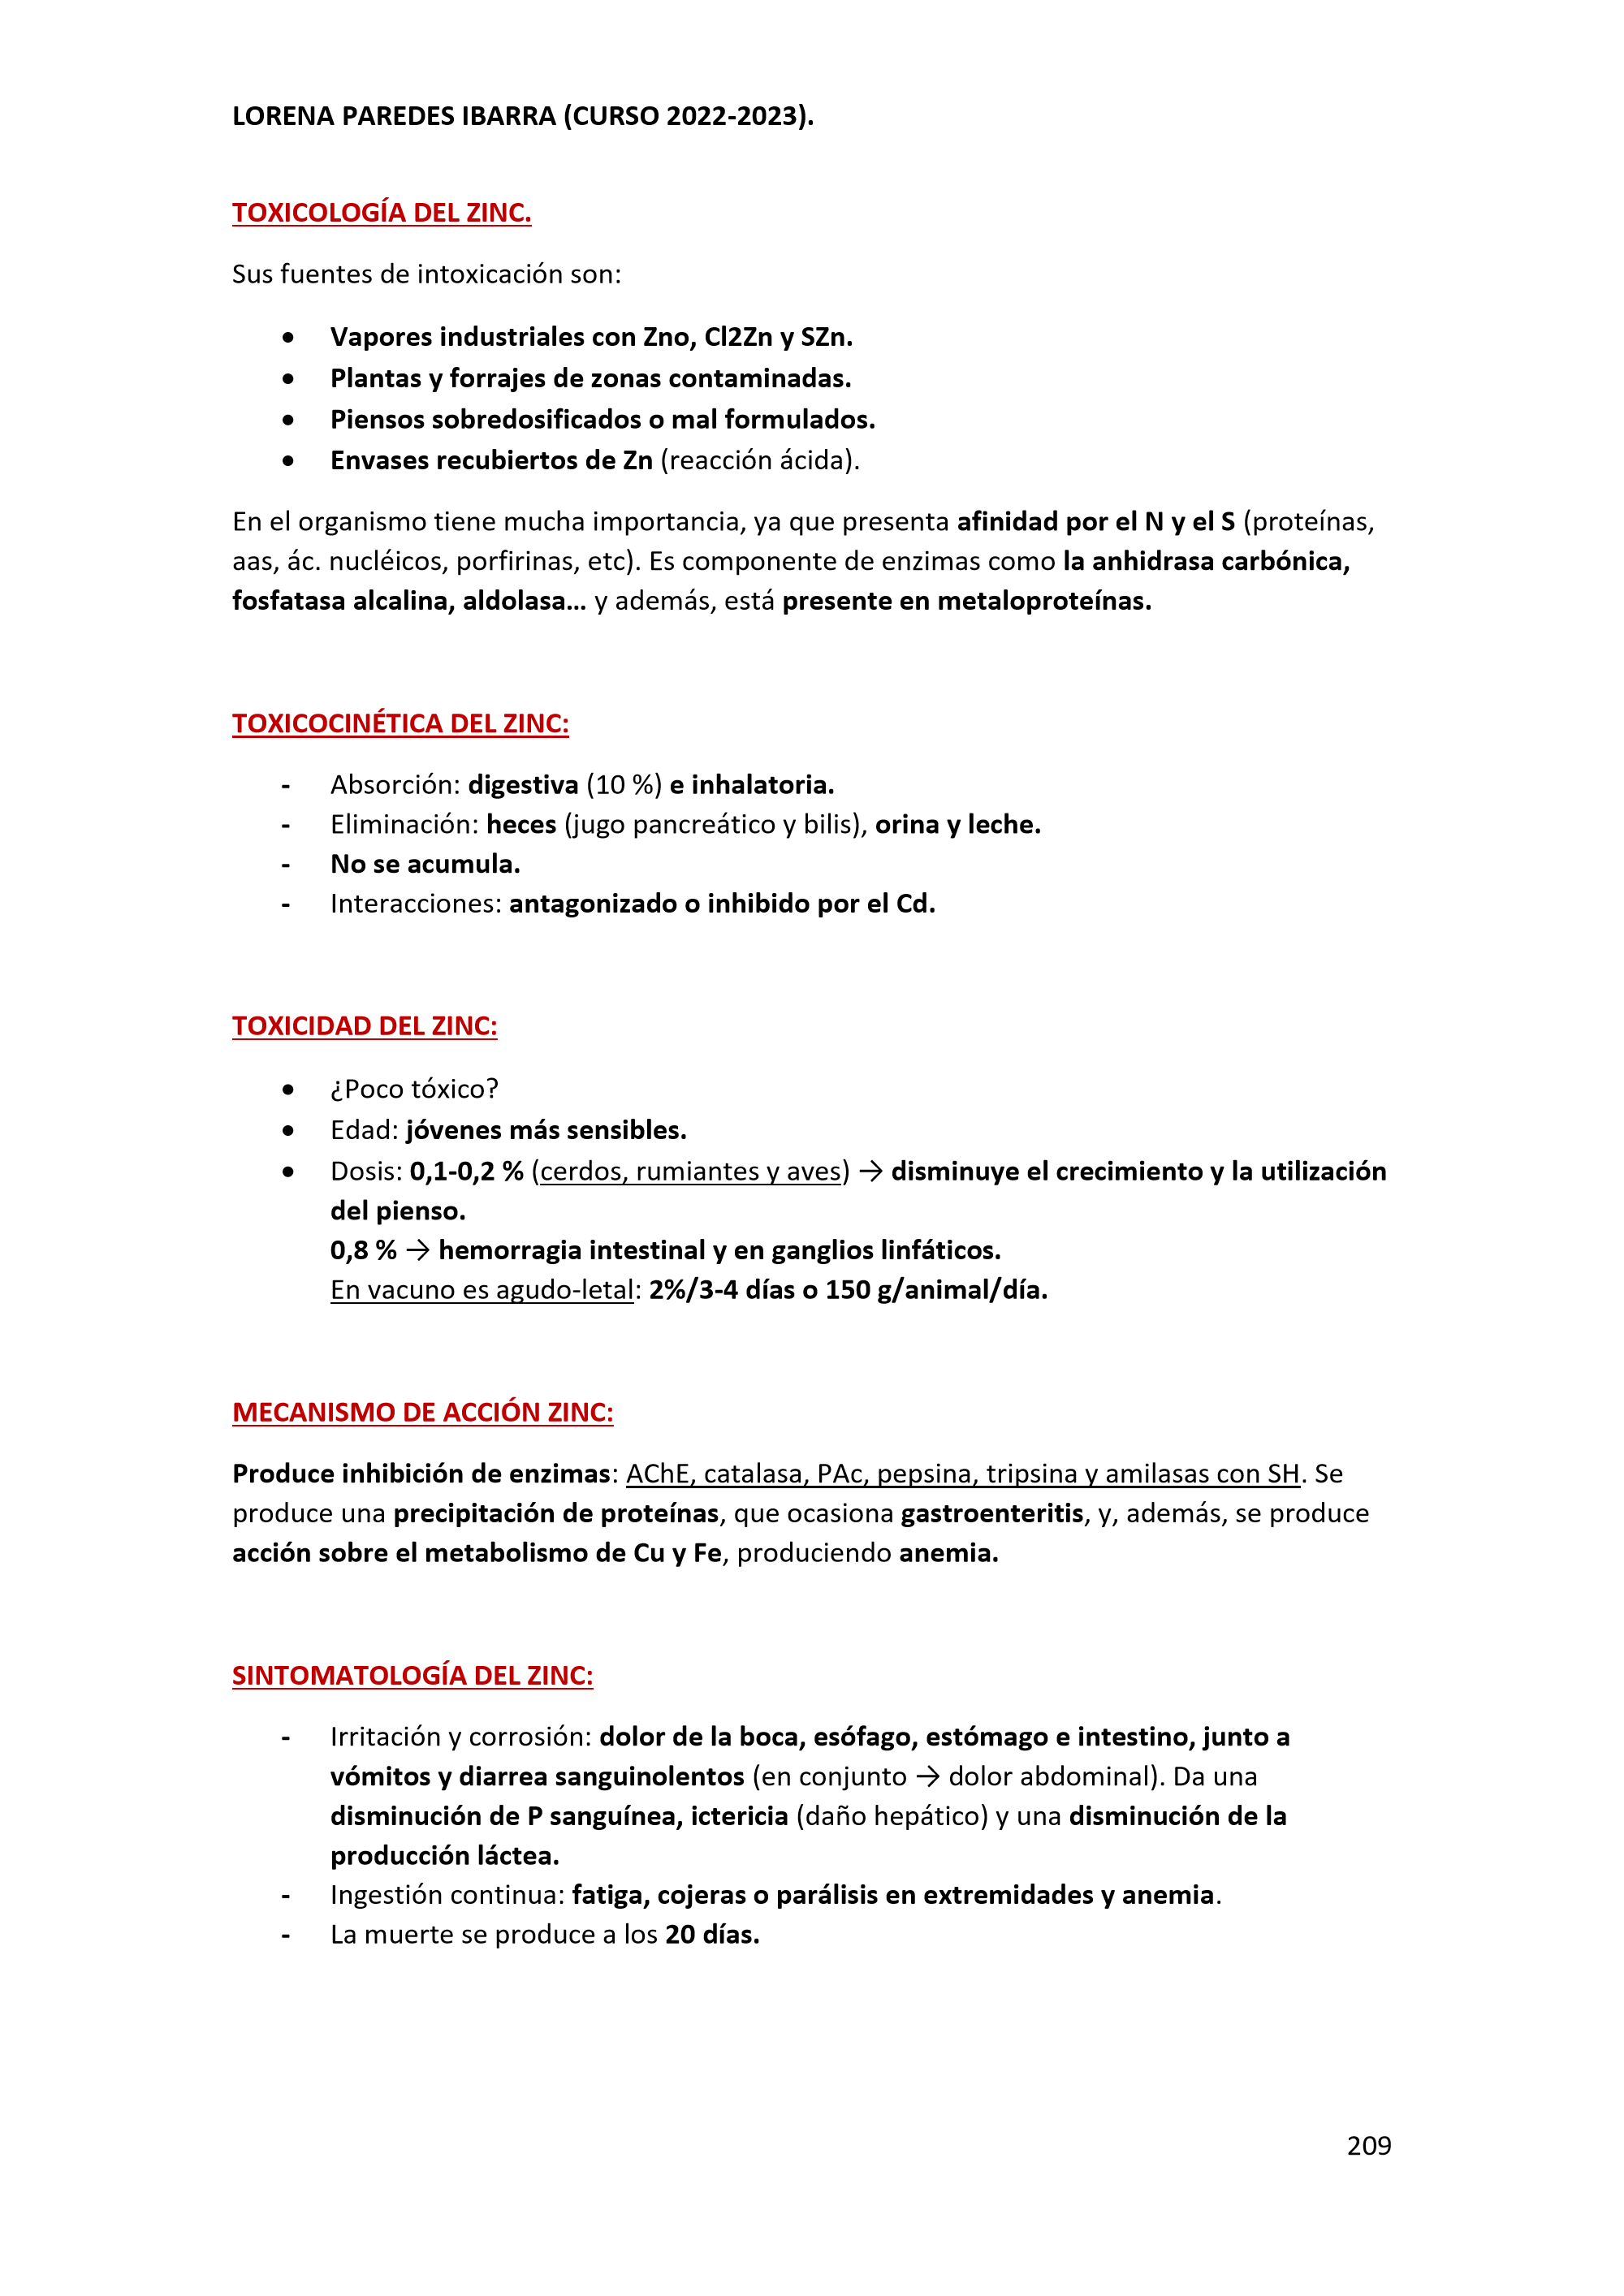 LORENA PAREDES IBARRA (CURSO 2022-2023).
TOXICOLOGÍA DEL ZINC.
Sus fuentes de intoxicación son:
• Vapores industriales con Zno, Cl2Zn y SZn.
• Plantas y forrajes de zonas contaminadas.
• Piensos sobredosificados o mal formulados.
• Envases recubiertos de Zn (reacción ácida).
En el organismo tiene mucha importancia, ya que presenta afinidad por el N y el S (proteínas,
aas, ác. nucléicos, porfirinas, etc). Es componente de enzimas como la anhidrasa carbónica,
fosfatasa alcalina, aldolasa... y además, está presente en metaloproteínas.
TOXICOCINÉTICA DEL ZINC:
- Absorción: digestiva (10 %) e inhalatoria.
- Eliminación: heces (jugo pancreático y bilis), orina y leche.
- No se acumula.
- Interacciones: antagonizado o inhibido por el Cd.
TOXICIDAD DEL ZINC:
• ¿Poco tóxico?
• Edad: jóvenes más sensibles.
• Dosis: 0,1-0,2 % (cerdos, rumiantes y aves) → disminuye el crecimiento y la utilización
del pienso.
0,8 % → hemorragia intestinal y en ganglios linfáticos.
En vacuno es agudo-letal: 2%/3-4 días o 150 g/animal/día.
MECANISMO DE ACCIÓN ZINC:
Produce inhibición de enzimas: AChE, catalasa, PAc, pepsina, tripsina y amilasas con SH. Se
produce una precipitación de proteínas, que ocasiona gastroenteritis, y, además, se produce
acción sobre el metabolismo de Cu y Fe, produciendo anemia.
SINTOMATOLOGÍA DEL ZINC:
- Irritación y corrosión: dolor de la boca, esófago, estómago e intestino, junto a
vómitos y diarrea sanguinolentos (en conjunto → dolor abdominal). Da una
disminución de P sanguínea, ictericia (daño hepático) y una disminución de la
producción láctea.
- Ingestión continua: fatiga, cojeras o parálisis en extremidades y anemia.
- La muerte se produce a los 20 días.
209